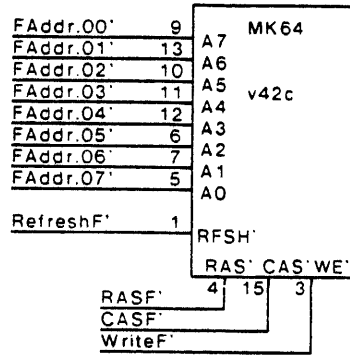 FAddr.00' 9 A7 MK64
FAddr.01' 13 A6
FAddr.02' 10 A5 v42c
FAddr.03' 11 A4
FAddr.04' 12 A3
FAddr.05' 6 A2
FAddr.06' 7 A1
FAddr.07' 5 A0
RefreshF' 1 RFSH'
RAS' CAS' WE'
4 15 3
RASF'
CASF'
WriteF'